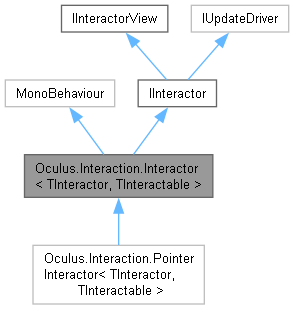 IInteractorView
IUpdateDriver
MonoBehaviour
IInteractor
Oculus.Interaction.Interactor
< TInteractor, TInteractable >
Oculus.Interaction.Pointer
Interactor< TInteractor,
TInteractable >